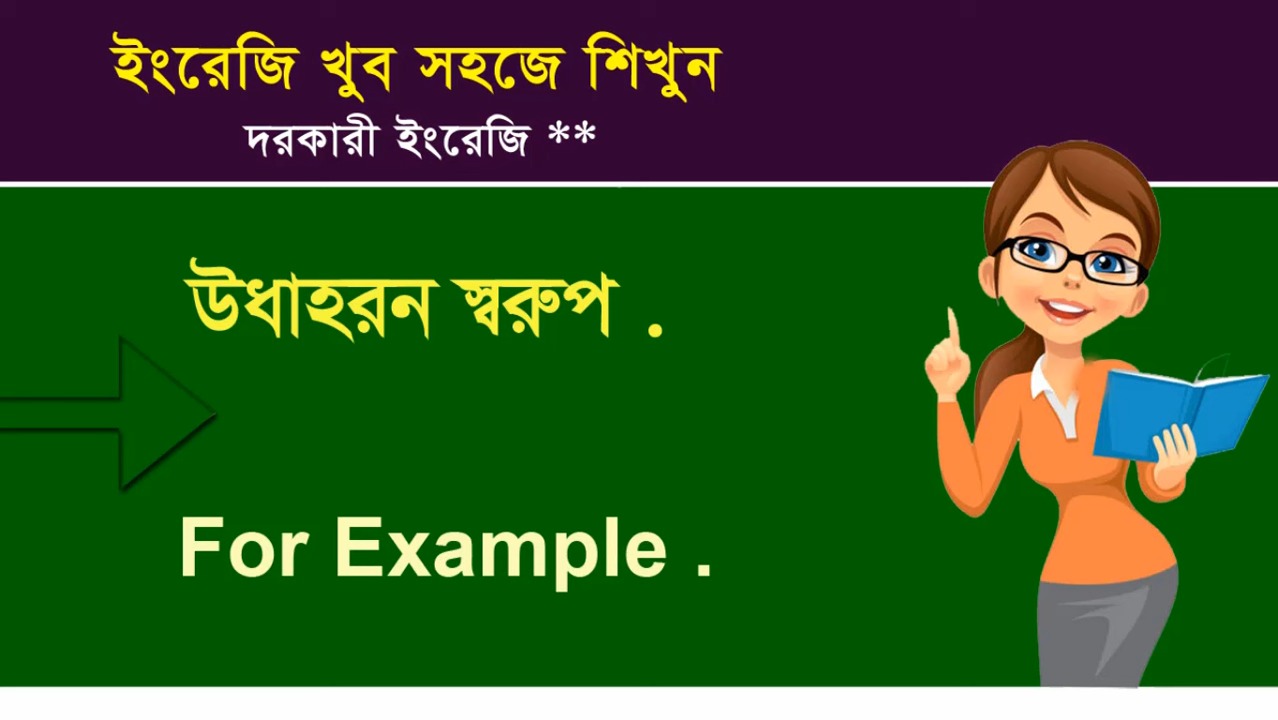 ইংরেজি খুব সহজে শিখুন
দরকারী ইংরেজি **
উধাহরন স্বরুপ .
For Example .